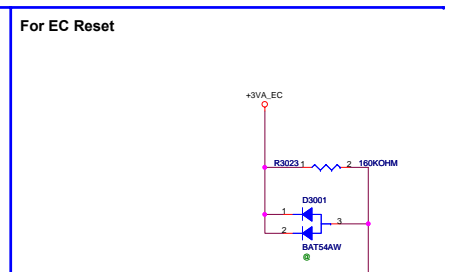 For EC Reset
+3VA_EC
R3023 1 2 160KOHM
D3001
1
3
2
BAT54AW
@